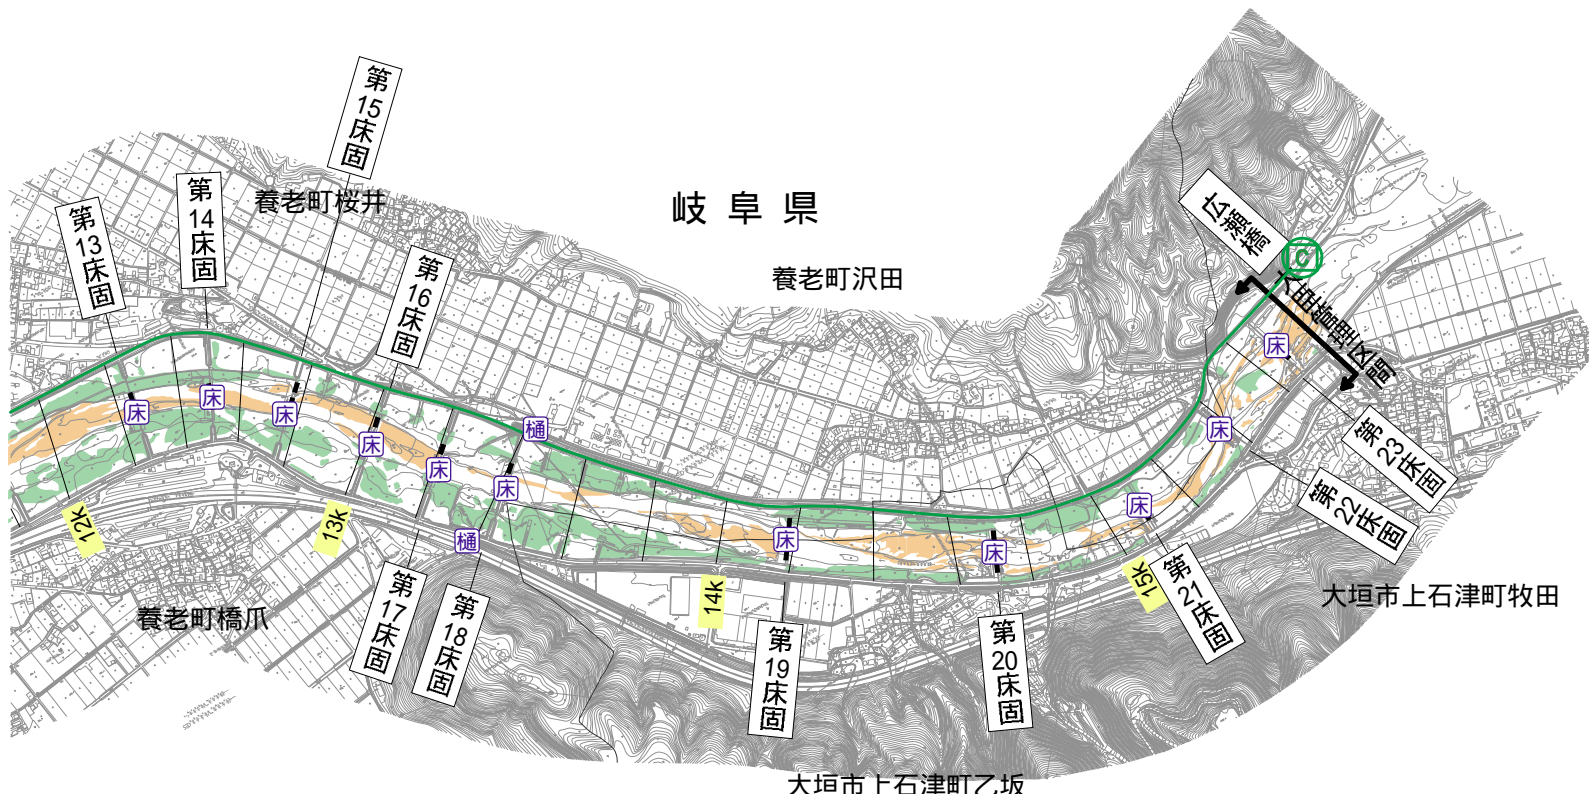 岐阜県
養老町桜井
養老町沢田
養老町橋爪
大垣市上石津町牧田
大垣市上石津町乙坂
第13床固
第14床固
第15床固
第16床固
第17床固
第18床固
第19床固
第20床固
第21床固
第22床固
第23床固
広瀬橋
C
大臣管理区間
床
床
床
床
床
樋
床
樋
床
床
床
床
床
12k
13k
14k
15k